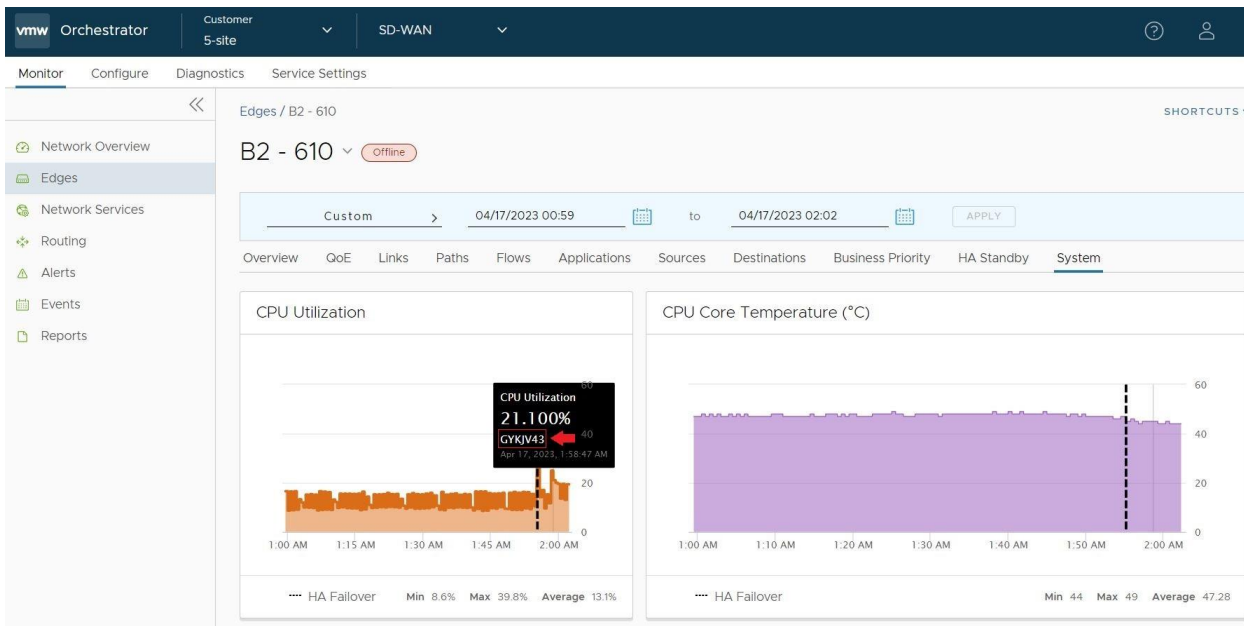 vmw Orchestrator
Customer
5-site
SD-WAN
Monitor Configure Diagnostics Service Settings
Edges / B2 - 610
SHORTCUTS
B2 - 610 Offline
Network Overview
Edges
Network Services
Routing
Alerts
Events
Reports
Custom 04/17/2023 00:59 to 04/17/2023 02:02 APPLY
Overview QoE Links Paths Flows Applications Sources Destinations Business Priority HA Standby System
CPU Utilization
60
40
20
0
CPU Utilization
21.100%
GYKJV43
Apr 17, 2023, 1:58:47 AM
1:00 AM 1:15 AM 1:30 AM 1:45 AM 2:00 AM
HA Failover Min 8.6% Max 39.8% Average 13.1%
CPU Core Temperature (°C)
60
40
20
0
1:00 AM 1:10 AM 1:20 AM 1:30 AM 1:40 AM 1:50 AM 2:00 AM
HA Failover Min 44 Max 49 Average 47.28